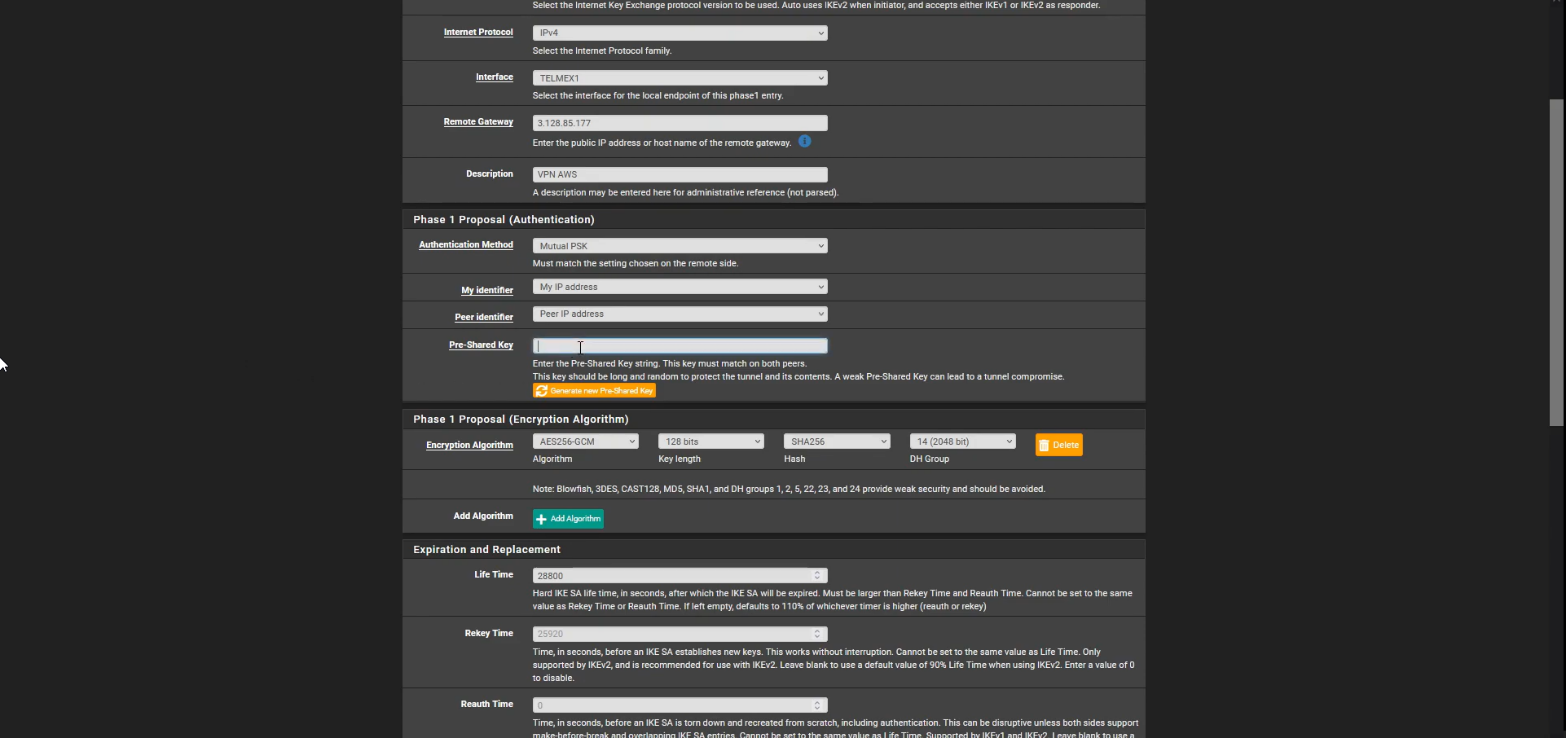 Select the Internet Key Exchange protocol version to be used. Auto uses IKEv2 when initiator, and accepts either IKEv1 or IKEv2 as responder.
Internet Protocol IPv4
Select the Internet Protocol family.
Interface TELMEX1
Select the interface for the local endpoint of this phase1 entry.
Remote Gateway 3.128.85.177
Enter the public IP address or host name of the remote gateway.
Description VPN AWS
A description may be entered here for administrative reference (not parsed).
Phase 1 Proposal (Authentication)
Authentication Method Mutual PSK
Must match the setting chosen on the remote side.
My identifier My IP address
Peer identifier Peer IP address
Pre-Shared Key
Enter the Pre-Shared Key string. This key must match on both peers.
This key should be long and random to protect the tunnel and its contents. A weak Pre-Shared Key can lead to a tunnel compromise.
Generate new Pre-Shared Key
Phase 1 Proposal (Encryption Algorithm)
Encryption Algorithm AES256-GCM 128 bits SHA256 14 (2048 bit) Delete
Algorithm Key length Hash DH Group
Note: Blowfish, 3DES, CAST128, MD5, SHA1, and DH groups 1, 2, 5, 22, 23, and 24 provide weak security and should be avoided.
Add Algorithm Add Algorithm
Expiration and Replacement
Life Time 28800
Hard IKE SA life time, in seconds, after which the IKE SA will be expired. Must be larger than Rekey Time and Reauth Time. Cannot be set to the same
value as Rekey Time or Reauth Time. If left empty, defaults to 110% of whichever timer is higher (reauth or rekey)
Rekey Time 25920
Time, in seconds, before an IKE SA establishes new keys. This works without interruption. Cannot be set to the same value as Life Time. Only
supported by IKEv2, and is recommended for use with IKEv2. Leave blank to use a default value of 90% Life Time when using IKEv2. Enter a value of 0
to disable.
Reauth Time 0
Time, in seconds, before an IKE SA is torn down and recreated from scratch, including authentication. This can be disruptive unless both sides support
make-before-break and overlapping IKE SA entries. Cannot be set to the same value as Life Time. Supported by IKEv1 and IKEv2. Leave blank to use a